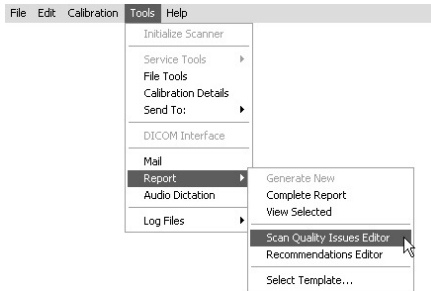 File Edit Calibration Tools Help
Initialize Scanner
Service Tools
File Tools
Calibration Details
Send To:
DICOM Interface
Mail
Report
Audio Dictation
Log Files
Generate New
Complete Report
View Selected
Scan Quality Issues Editor
Recommendations Editor
Select Template...